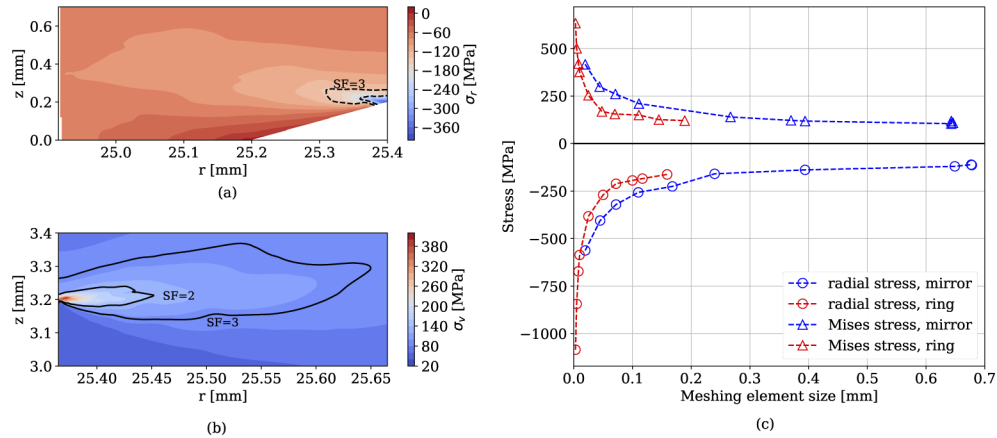 0.6
0.4
0.2
0.0
z [mm]
SF=3
25.0
25.1
25.2
25.3
25.4
r [mm]
0
−60
−120
−180
−240
−300
−360
σr [MPa]
(a)
3.4
3.3
3.2
3.1
3.0
z [mm]
SF=2
SF=3
25.40
25.45
25.50
25.55
25.60
25.65
r [mm]
380
320
260
200
140
80
20
σv [MPa]
(b)
500
250
0
−250
−500
−750
−1000
Stress [MPa]
radial stress, mirror
radial stress, ring
Mises stress, mirror
Mises stress, ring
0.0
0.1
0.2
0.3
0.4
0.5
0.6
0.7
Meshing element size [mm]
(c)